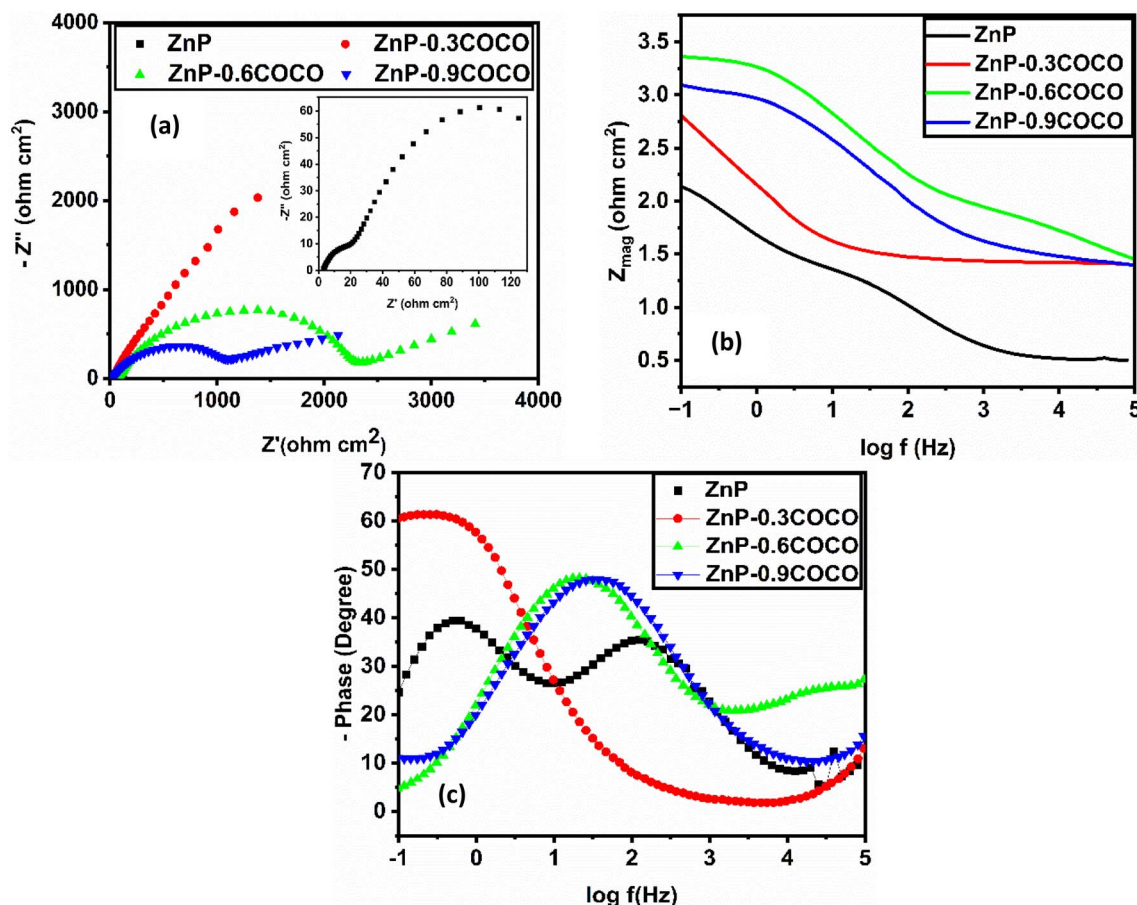 4000
3000
2000
1000
0
- Z'' (ohm cm2)
ZnP ZnP-0.3COCO
ZnP-0.6COCO ZnP-0.9COCO
(a)
60
50
40
30
20
10
0
-Z'' (ohm cm2)
0 20 40 60 80 100 120
Z' (ohm cm2)
0 1000 2000 3000 4000
Z'(ohm cm2)
3.5
3.0
2.5
2.0
1.5
1.0
0.5
Zmag (ohm cm2)
ZnP
ZnP-0.3COCO
ZnP-0.6COCO
ZnP-0.9COCO
(b)
−1 0 1 2 3 4 5
log f (Hz)
70
60
50
40
30
20
10
0
- Phase (Degree)
ZnP
ZnP-0.3COCO
ZnP-0.6COCO
ZnP-0.9COCO
(c)
-1 0 1 2 3 4 5
log f(Hz)